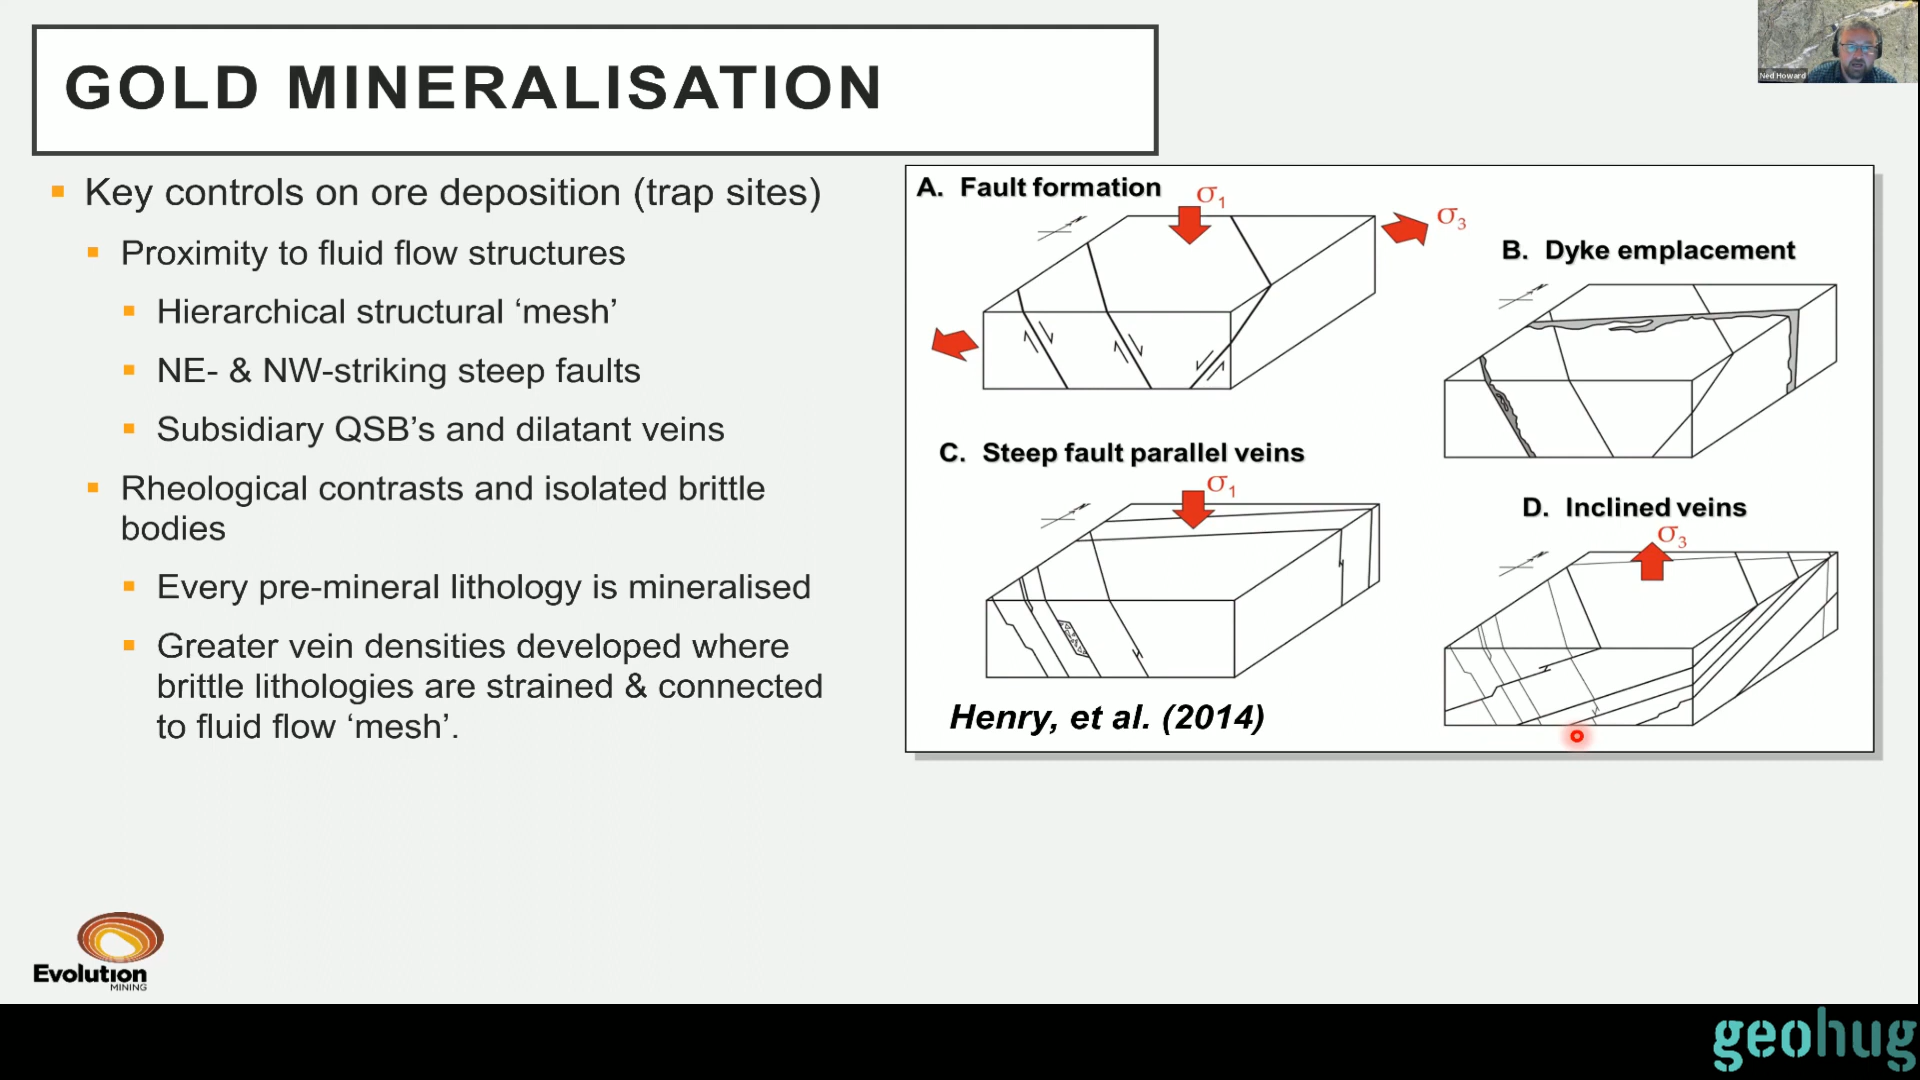 GOLD MINERALISATION
Ned Howard
Key controls on ore deposition (trap sites)
Proximity to fluid flow structures
Hierarchical structural ‘mesh’
NE- & NW-striking steep faults
Subsidiary QSB’s and dilatant veins
Rheological contrasts and isolated brittle
bodies
Every pre-mineral lithology is mineralised
Greater vein densities developed where
brittle lithologies are strained & connected
to fluid flow ‘mesh’.
A. Fault formation
σ1
σ3
B. Dyke emplacement
C. Steep fault parallel veins
σ1
D. Inclined veins
σ3
Henry, et al. (2014)
Evolution
MINING
geohug